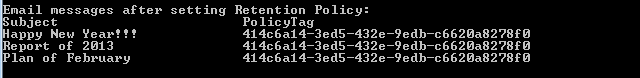 Email messages after setting Retention Policy:
Subject PolicyTag
Happy New Year!!! 414c6a14-3ed5-432e-9edb-c6620a8278f0
Report of 2013 414c6a14-3ed5-432e-9edb-c6620a8278f0
Plan of February 414c6a14-3ed5-432e-9edb-c6620a8278f0